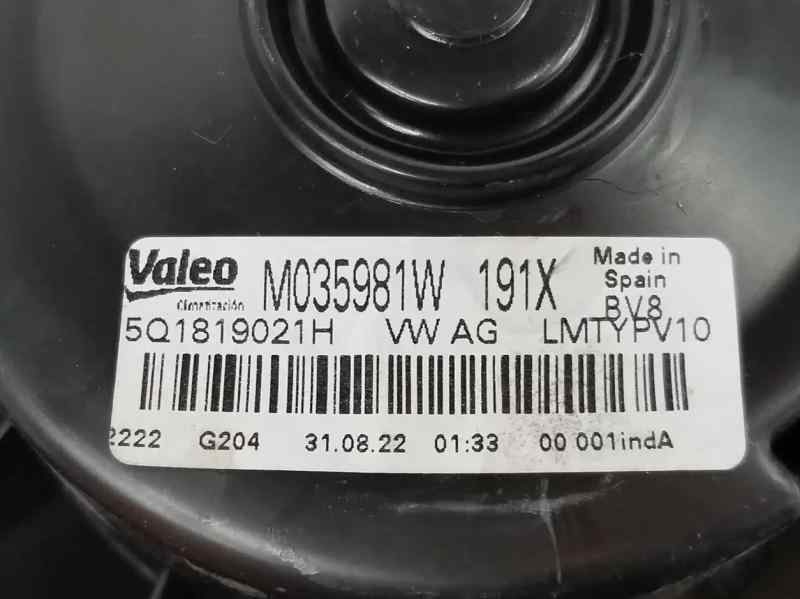 Valeo M035981W 191X Made in
Climatización Spain
BV8
5Q1819021H VW AG LMTYPV10
2222 G204 31.08.22 01:33 00 001indA